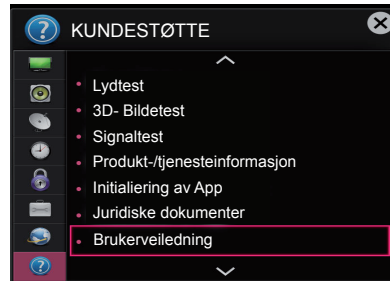 KUNDESTØTTE
Lydtest
3D- Bildetest
Signaltest
Produkt-/tjenesteinformasjon
Initialiering av App
Juridiske dokumenter
Brukerveiledning